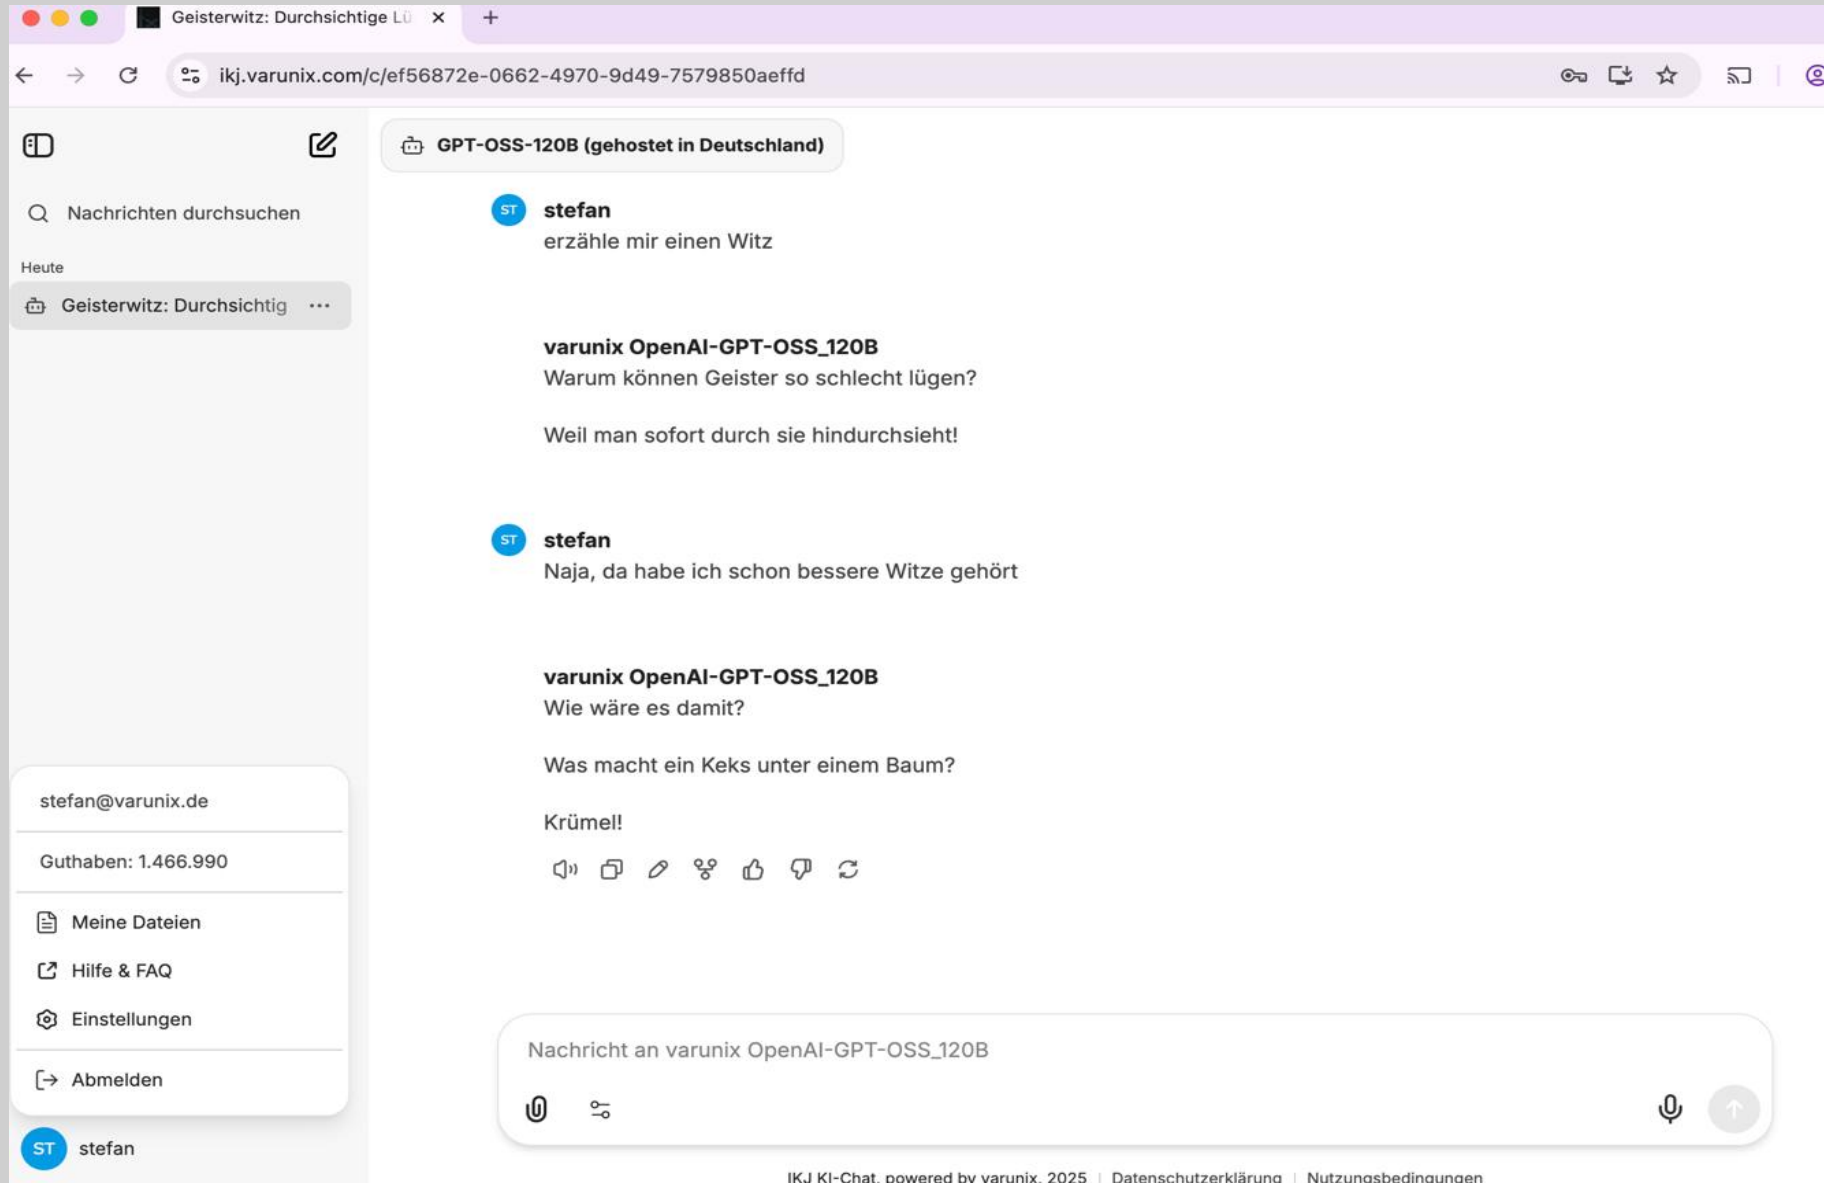 Geisterwitz: Durchsichtige Lü
ikj.varunix.com/c/ef56872e-0662-4970-9d49-7579850aeffd
Nachrichten durchsuchen
Heute
Geisterwitz: Durchsichtig
stefan@varunix.de
Guthaben: 1.466.990
Meine Dateien
Hilfe & FAQ
Einstellungen
Abmelden
ST stefan
GPT-OSS-120B (gehostet in Deutschland)
ST stefan
erzähle mir einen Witz
varunix OpenAI-GPT-OSS_120B
Warum können Geister so schlecht lügen?
Weil man sofort durch sie hindurchsieht!
ST stefan
Naja, da habe ich schon bessere Witze gehört
varunix OpenAI-GPT-OSS_120B
Wie wäre es damit?
Was macht ein Keks unter einem Baum?
Krümel!
Nachricht an varunix OpenAI-GPT-OSS_120B
IKJ KI-Chat, powered by varunix, 2025 | Datenschutzerklärung | Nutzungsbedingungen